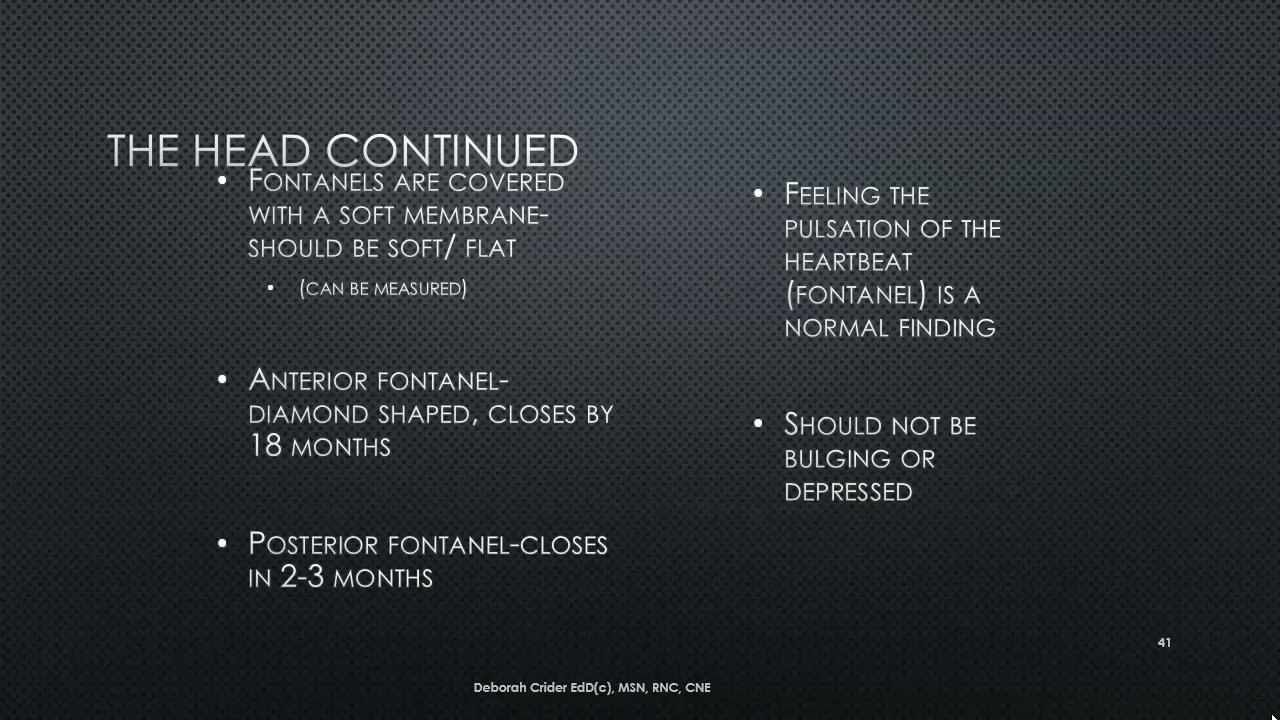 THE HEAD CONTINUED
• FONTANELS ARE COVERED
WITH A SOFT MEMBRANE-
SHOULD BE SOFT/ FLAT
• (CAN BE MEASURED)
• ANTERIOR FONTANEL-
DIAMOND SHAPED, CLOSES BY
18 MONTHS
• POSTERIOR FONTANEL-CLOSES
IN 2-3 MONTHS
• FEELING THE
PULSATION OF THE
HEARTBEAT
(FONTANEL) IS A
NORMAL FINDING
• SHOULD NOT BE
BULGING OR
DEPRESSED
41
Deborah Crider EdD(c), MSN, RNC, CNE